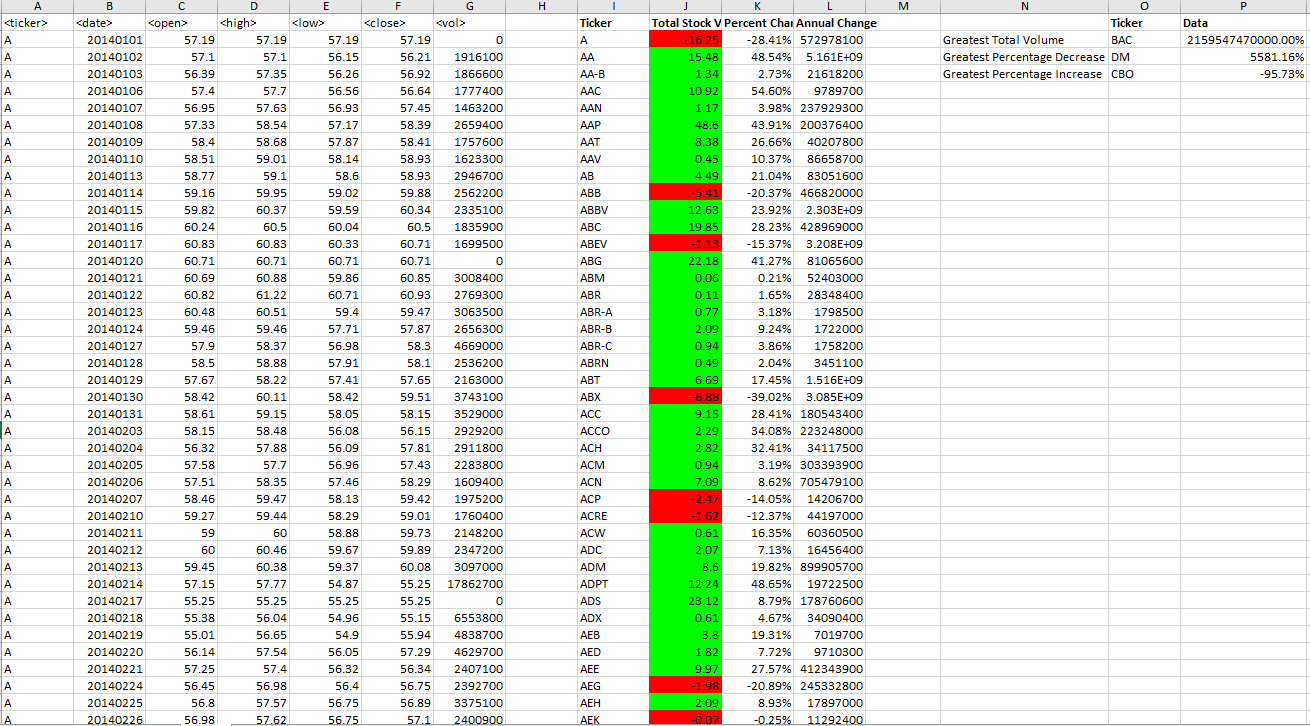 A B C D E F G H I J K L M N O P
<ticker> <date> <open> <high> <low> <close> <vol> Ticker Total Stock V Percent Char Annual Change Ticker Data
A 20140101 57.19 57.19 57.19 57.19 0 A -16.25 -28.41% 572978100 Greatest Total Volume BAC 2159547470000.00%
A 20140102 57.1 57.1 56.15 56.21 1916100 AA 15.48 48.54% 5.161E+09 Greatest Percentage Decrease DM 5581.16%
A 20140103 56.39 57.35 56.26 56.92 1866600 AA-B 1.34 2.73% 21618200 Greatest Percentage Increase CBO -95.73%
A 20140106 57.4 57.7 56.56 56.64 1777400 AAC 10.92 54.60% 9789700
A 20140107 56.95 57.63 56.93 57.45 1463200 AAN 1.17 3.98% 237929300
A 20140108 57.33 58.54 57.17 58.39 2659400 AAP 48.6 43.91% 200376400
A 20140109 58.4 58.68 57.87 58.41 1757600 AAT 8.38 26.66% 40207800
A 20140110 58.51 59.01 58.14 58.93 1623300 AAV 0.45 10.37% 86658700
A 20140113 58.77 59.1 58.6 58.93 2946700 AB 4.49 21.04% 83051600
A 20140114 59.16 59.95 59.02 59.88 2562200 ABB -5.41 -20.37% 466820000
A 20140115 59.82 60.37 59.59 60.34 2335100 ABBV 12.63 23.92% 2.303E+09
A 20140116 60.24 60.5 60.04 60.5 1835900 ABC 19.85 28.23% 428969000
A 20140117 60.83 60.83 60.33 60.71 1699500 ABEV -1.13 -15.37% 3.208E+09
A 20140120 60.71 60.71 60.71 60.71 0 ABG 22.18 41.27% 81065600
A 20140121 60.69 60.88 59.86 60.85 3008400 ABM 0.06 0.21% 52403000
A 20140122 60.82 61.22 60.71 60.93 2769300 ABR 0.11 1.65% 28348400
A 20140123 60.48 60.51 59.4 59.47 3063500 ABR-A 0.77 3.18% 1798500
A 20140124 59.46 59.46 57.71 57.87 2656300 ABR-B 2.09 9.24% 1722000
A 20140127 57.9 58.37 56.98 58.3 4669000 ABR-C 0.94 3.86% 1758200
A 20140128 58.5 58.88 57.91 58.1 2536200 ABRN 0.49 2.04% 3451100
A 20140129 57.67 58.22 57.41 57.65 2163000 ABT 6.69 17.45% 1.516E+09
A 20140130 58.42 60.11 58.42 59.51 3743100 ABX -6.88 -39.02% 3.085E+09
A 20140131 58.61 59.15 58.05 58.15 3529000 ACC 9.15 28.41% 180543400
A 20140203 58.15 58.48 56.08 56.15 2929200 ACCO 2.29 34.08% 223248000
A 20140204 56.32 57.88 56.09 57.81 2911800 ACH 2.82 32.41% 34117500
A 20140205 57.58 57.7 56.96 57.43 2283800 ACM 0.94 3.19% 303393900
A 20140206 57.51 58.35 57.46 58.29 1609400 ACN 7.09 8.62% 705479100
A 20140207 58.46 59.47 58.13 59.42 1975200 ACP -2.47 -14.05% 14206700
A 20140210 59.27 59.44 58.29 59.01 1760400 ACRE -1.62 -12.37% 44197000
A 20140211 59 60 58.88 59.73 2148200 ACW 0.61 16.35% 60360500
A 20140212 60 60.46 59.67 59.89 2347200 ADC 2.07 7.13% 16456400
A 20140213 59.45 60.38 59.37 60.08 3097000 ADM 8.6 19.82% 899905700
A 20140214 57.15 57.77 54.87 55.25 17862700 ADPT 12.24 48.65% 19722500
A 20140217 55.25 55.25 55.25 55.25 0 ADS 23.12 8.79% 178760600
A 20140218 55.38 56.04 54.96 55.15 6553800 ADX 0.61 4.67% 34090400
A 20140219 55.01 56.65 54.9 55.94 4838700 AEB 3.8 19.31% 7019700
A 20140220 56.14 57.54 56.05 57.29 4629700 AED 1.82 7.72% 9710300
A 20140221 57.25 57.4 56.32 56.34 2407100 AEE 9.97 27.57% 412343900
A 20140224 56.45 56.98 56.4 56.75 2392700 AEG -1.98 -20.89% 245332800
A 20140225 56.8 57.57 56.75 56.89 3375100 AEH 2.09 8.93% 17897000
A 20140226 56.98 57.62 56.75 57.1 2400900 AEK -0.07 -0.25% 11292400